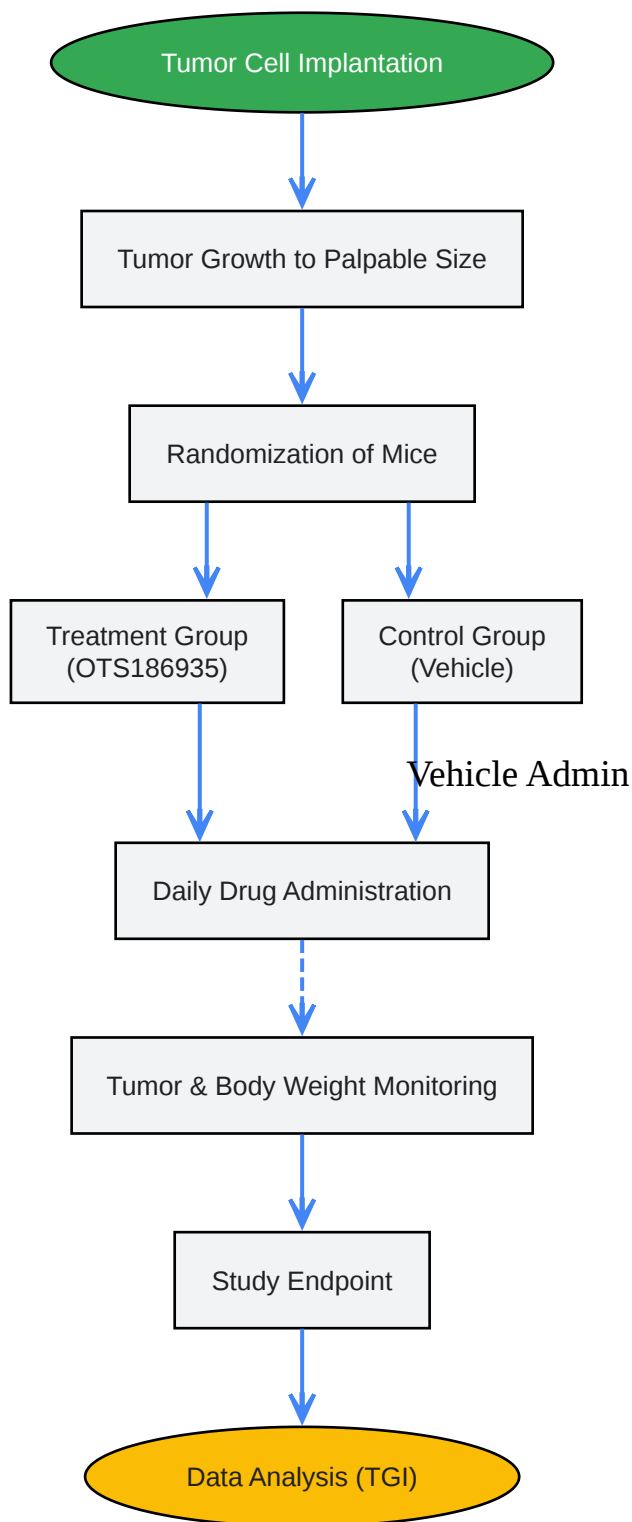 Tumor Cell Implantation
Tumor Growth to Palpable Size
Randomization of Mice
Treatment Group
(OTS186935)
Control Group
(Vehicle)
Vehicle Admin
Daily Drug Administration
Tumor & Body Weight Monitoring
Study Endpoint
Data Analysis (TGI)